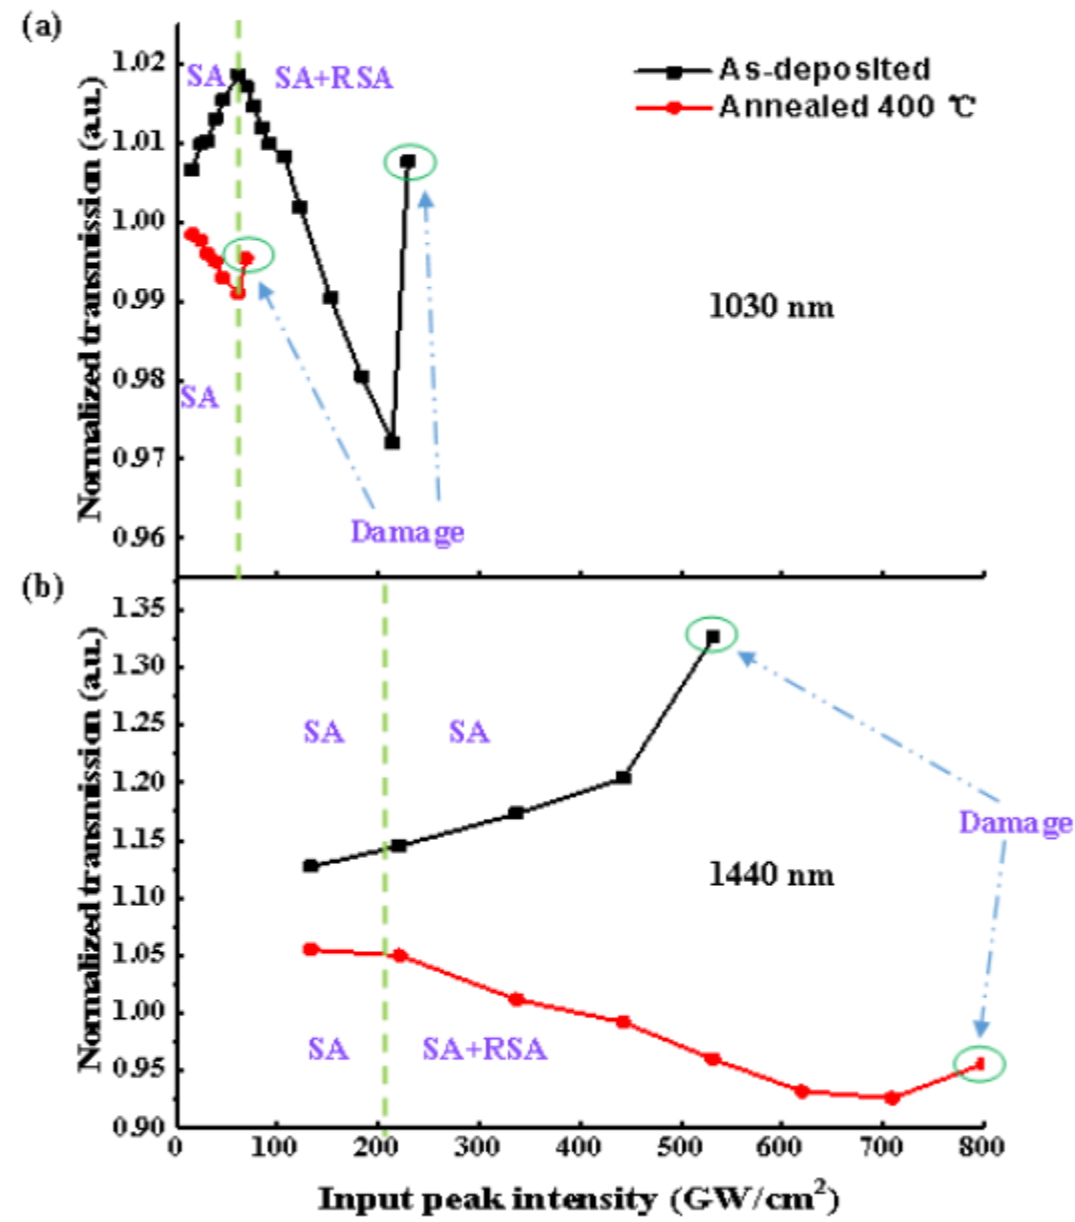 (a)
Normalized transmission (a.u.)
1.02
1.01
1.00
0.99
0.98
0.97
0.96
SA
SA+RSA
As-deposited
Annealed 400 ℃
1030 nm
SA
Damage
(b)
Normalized transmission (a.u.)
1.35
1.30
1.25
1.20
1.15
1.10
1.05
1.00
0.95
0.90
SA
SA
Damage
1440 nm
SA
SA+RSA
0 100 200 300 400 500 600 700 800
Input peak intensity (GW/cm²)